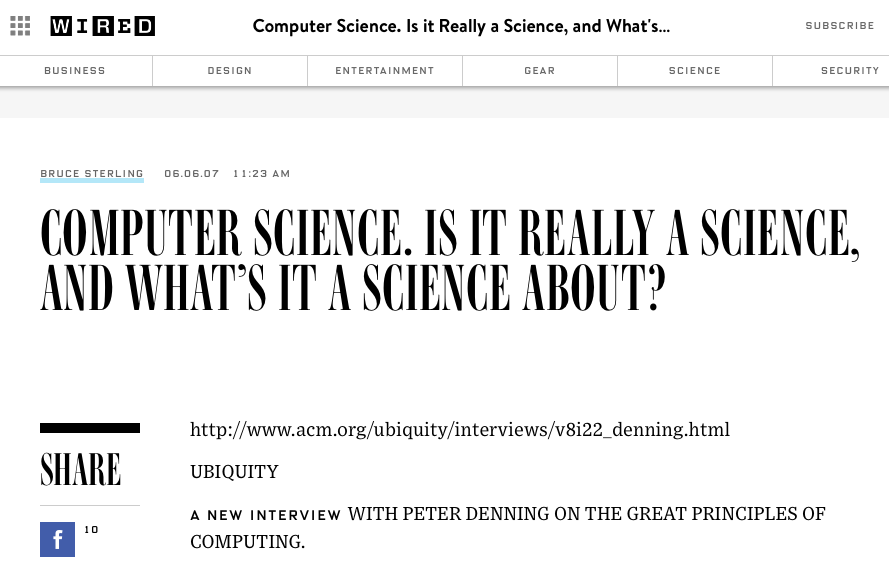 WIRED Computer Science. Is it Really a Science, and What's... SUBSCRIBE
BUSINESS DESIGN ENTERTAINMENT GEAR SCIENCE SECURITY
BRUCE STERLING 06.06.07 11:23 AM
COMPUTER SCIENCE. IS IT REALLY A SCIENCE,
AND WHAT’S IT A SCIENCE ABOUT?
SHARE
f 10
http://www.acm.org/ubiquity/interviews/v8i22_denning.html
UBIQUITY
A NEW INTERVIEW WITH PETER DENNING ON THE GREAT PRINCIPLES OF
COMPUTING.